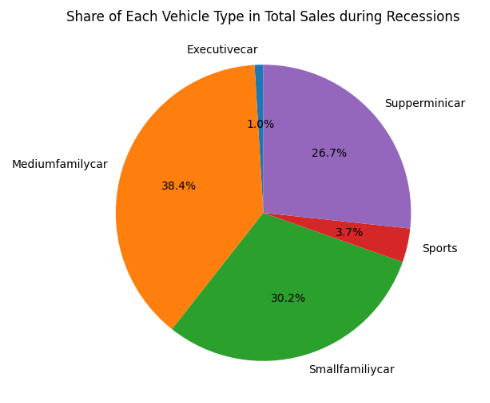 Share of Each Vehicle Type in Total Sales during Recessions
Executivecar
1.0%
Supperminicar
26.7%
Mediumfamilycar
38.4%
3.7%
Sports
30.2%
Smallfamiliycar